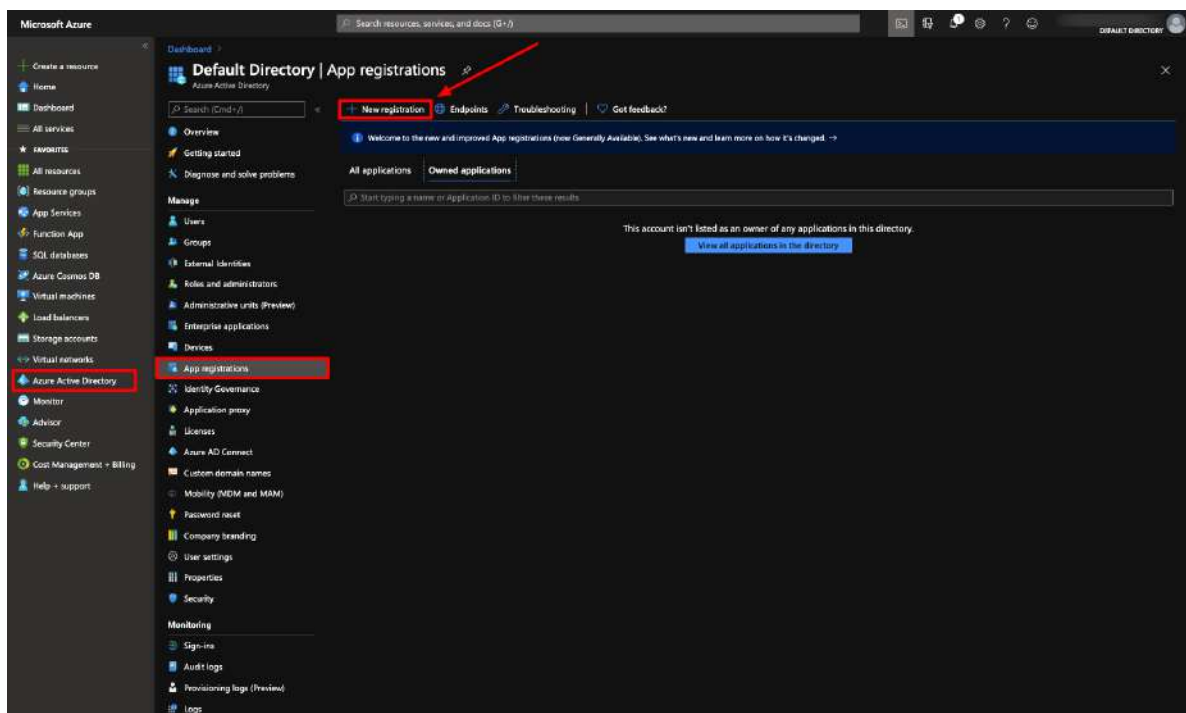 Microsoft Azure
Search resources, services, and docs (G+/)
DEFAULT DIRECTORY
Create a resource
Home
Dashboard
All services
FAVORITES
All resources
Resource groups
App Services
Function App
SQL databases
Azure Cosmos DB
Virtual machines
Load balancers
Storage accounts
Virtual networks
Azure Active Directory
Monitor
Advisor
Security Center
Cost Management + Billing
Help + support
Dashboard >
Default Directory | App registrations
Azure Active Directory
Search (Cmd+/)
Overview
Getting started
Diagnose and solve problems
Manage
Users
Groups
External Identities
Roles and administrators
Administrative units (Preview)
Enterprise applications
Devices
App registrations
Identity Governance
Application proxy
Licenses
Azure AD Connect
Custom domain names
Mobility (MDM and MAM)
Password reset
Company branding
User settings
Properties
Security
Monitoring
Sign-ins
Audit logs
Provisioning logs (Preview)
Logs
New registration Endpoints Troubleshooting | Got feedback?
Welcome to the new and improved App registrations (now Generally Available). See what's new and learn more on how it's changed. →
All applications Owned applications
Start typing a name or Application ID to filter these results
This account isn't listed as an owner of any applications in this directory.
View all applications in the directory